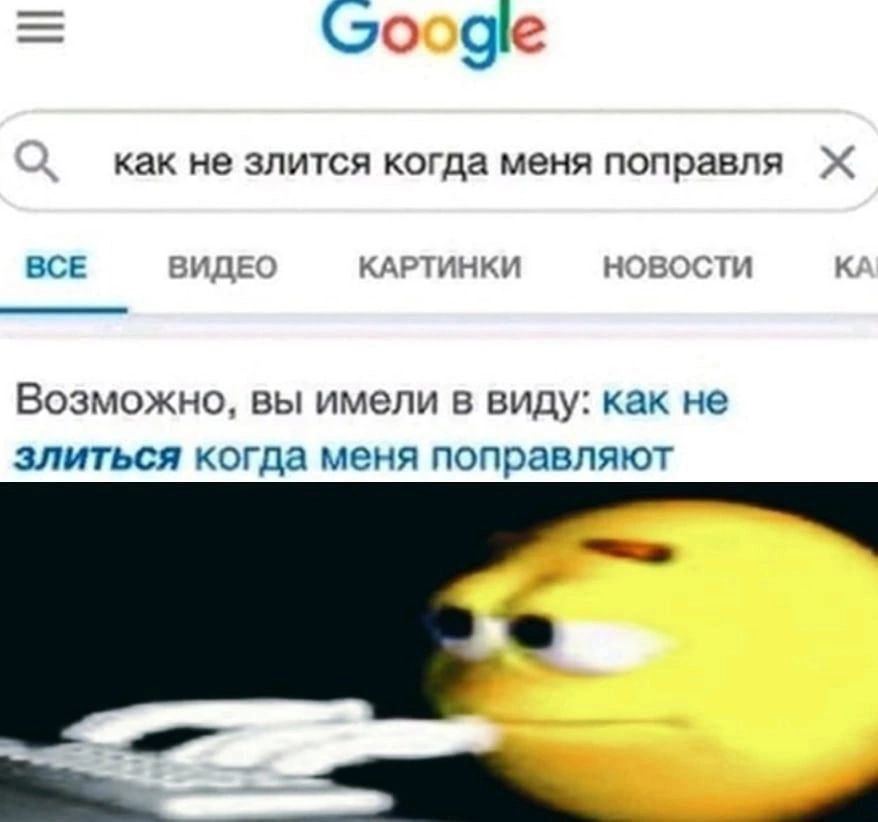 Google
как не злится когда меня поправля
ВСЕ ВИДЕО КАРТИНКИ НОВОСТИ КА
Возможно, вы имели в виду: как не
злиться когда меня поправляют